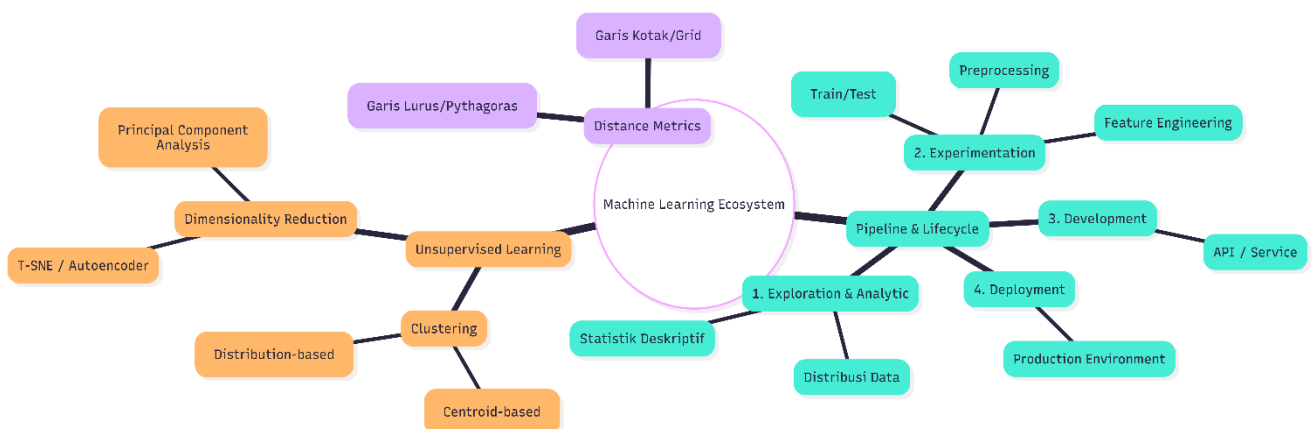 Garis Kotak/Grid
Garis Lurus/Pythagoras
Distance Metrics
Machine Learning Ecosystem
Principal Component
Analysis
Dimensionality Reduction
T-SNE / Autoencoder
Unsupervised Learning
Clustering
Distribution-based
Centroid-based
Pipeline & Lifecycle
1. Exploration & Analytic
Statistik Deskriptif
Distribusi Data
2. Experimentation
Train/Test
Preprocessing
Feature Engineering
3. Development
API / Service
4. Deployment
Production Environment